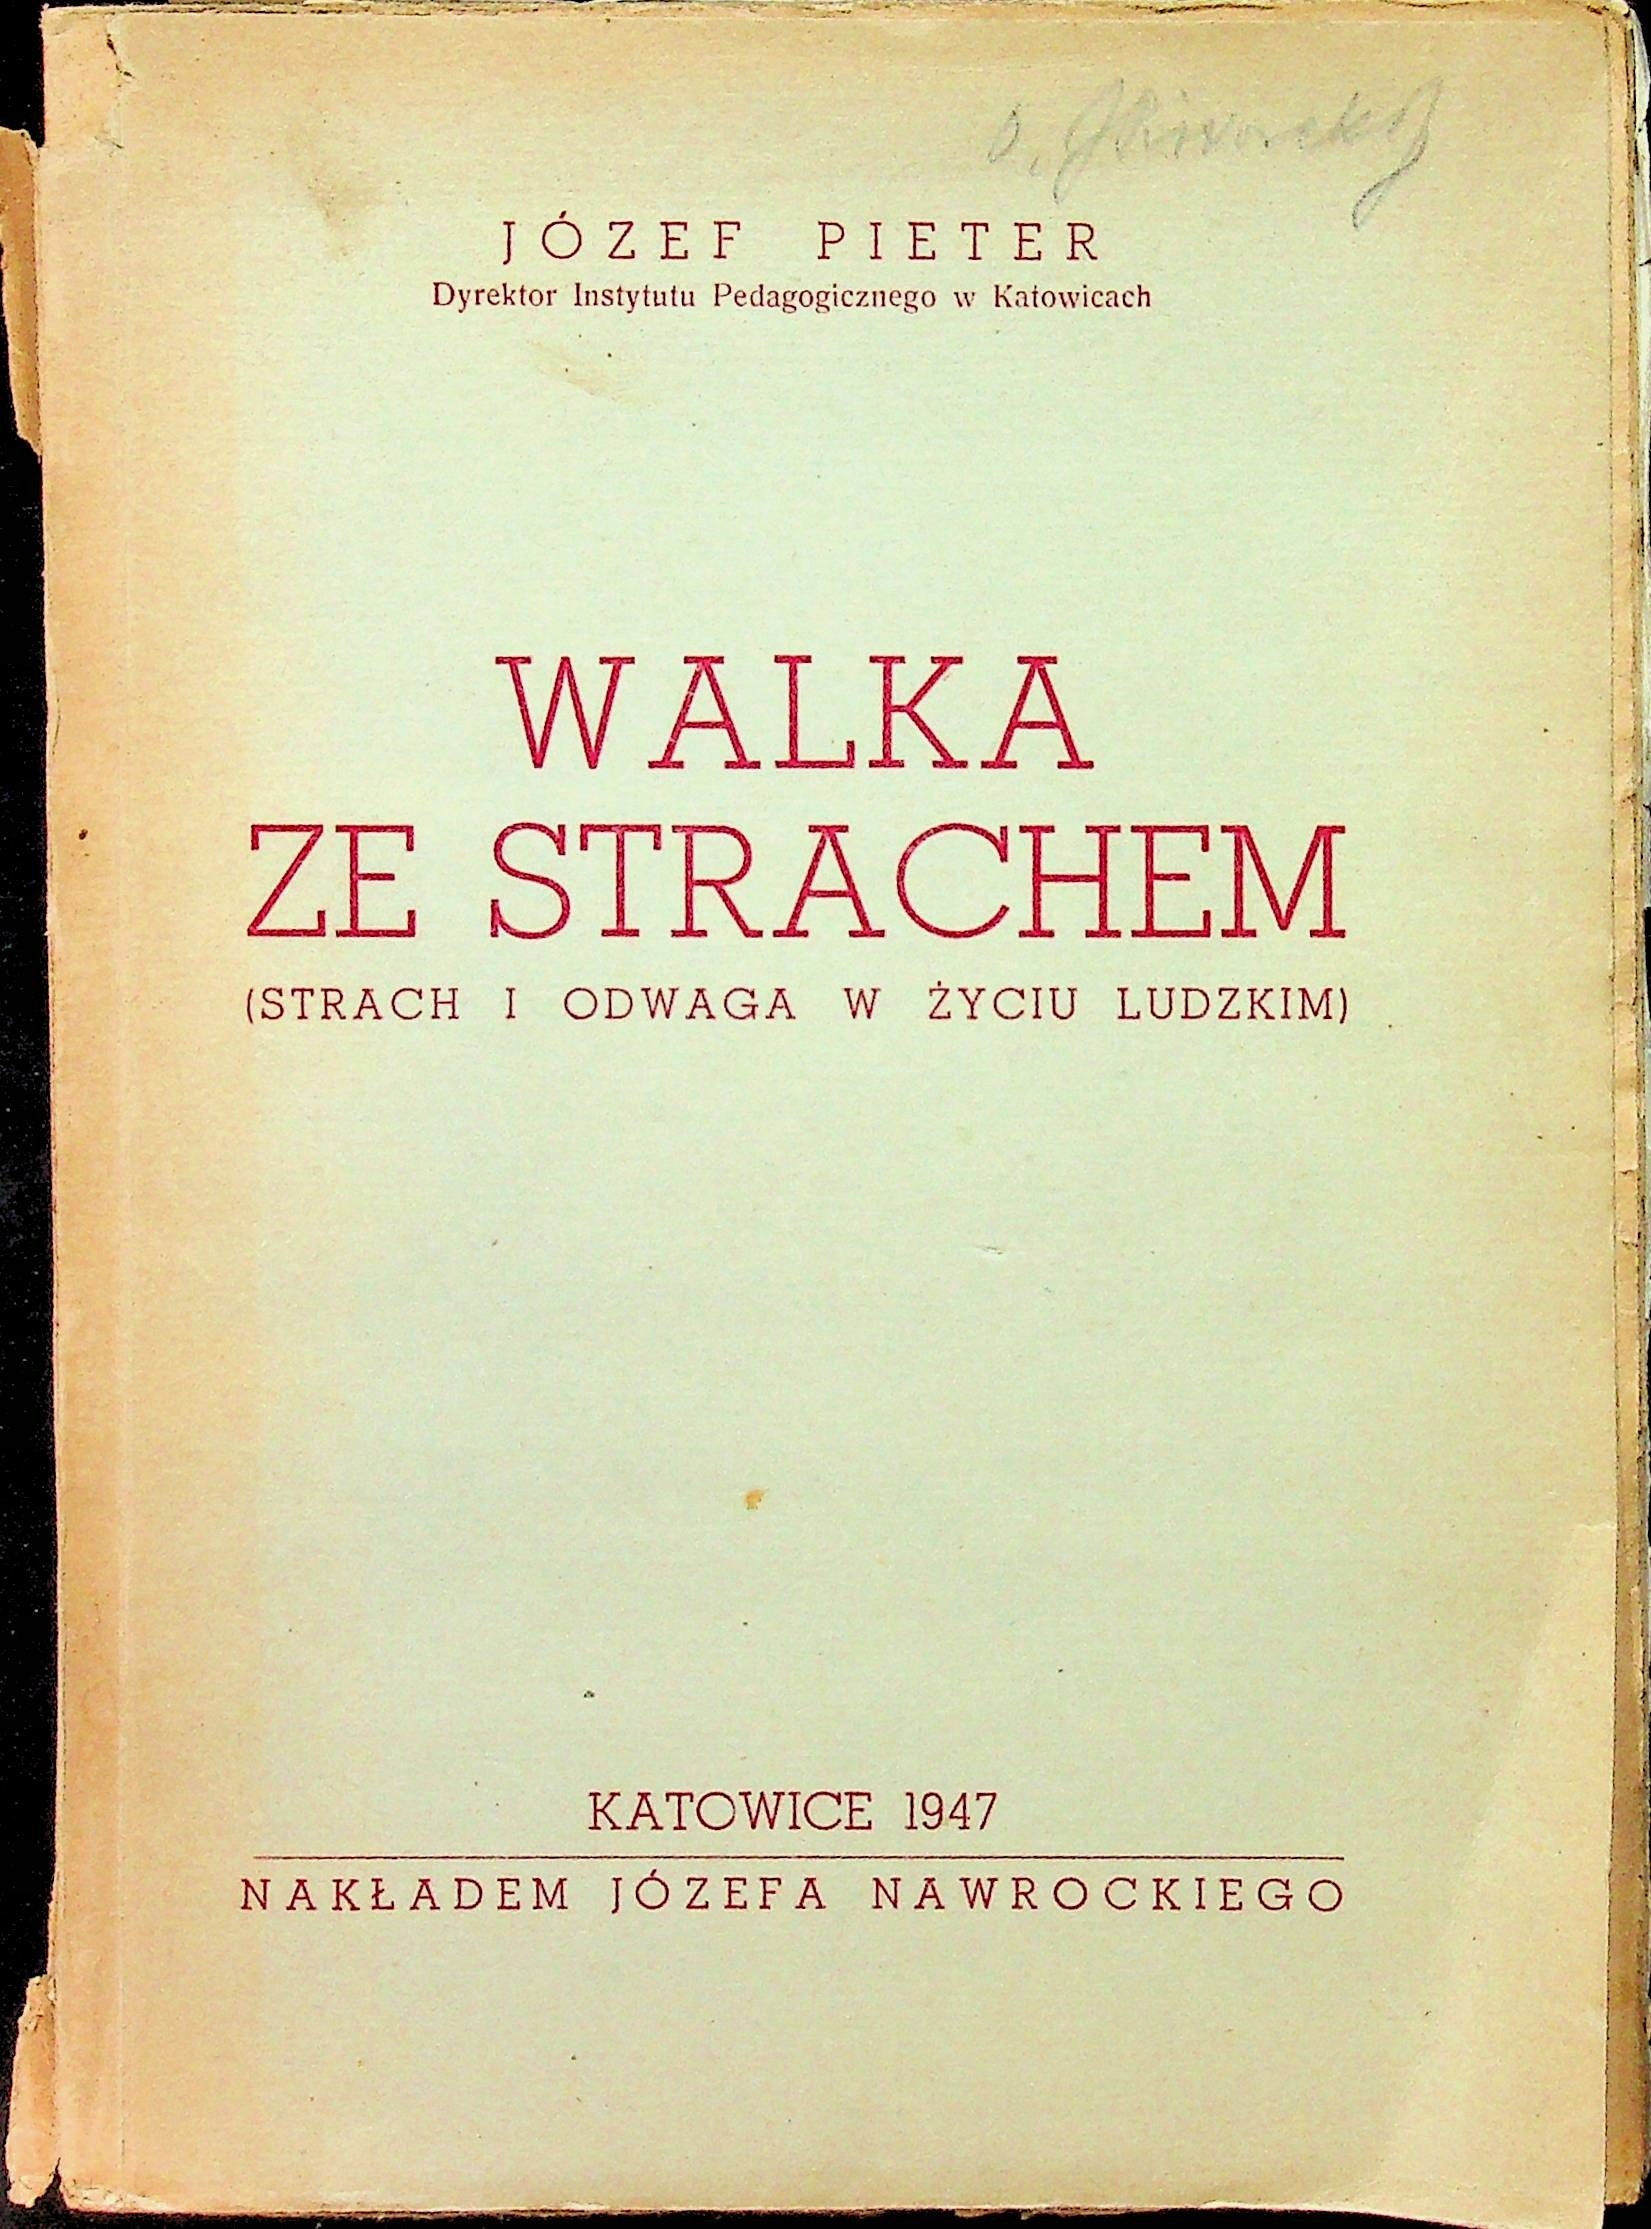 JÓZEF PIETER
Dyrektor Instytutu Pedagogicznego w Katowicach
WALKA
ZE STRACHEM
(STRACH I ODWAGA W ŻYCIU LUDZKIM)
KATOWICE 1947
NAKŁADEM JÓZEFA NAWROCKIEGO